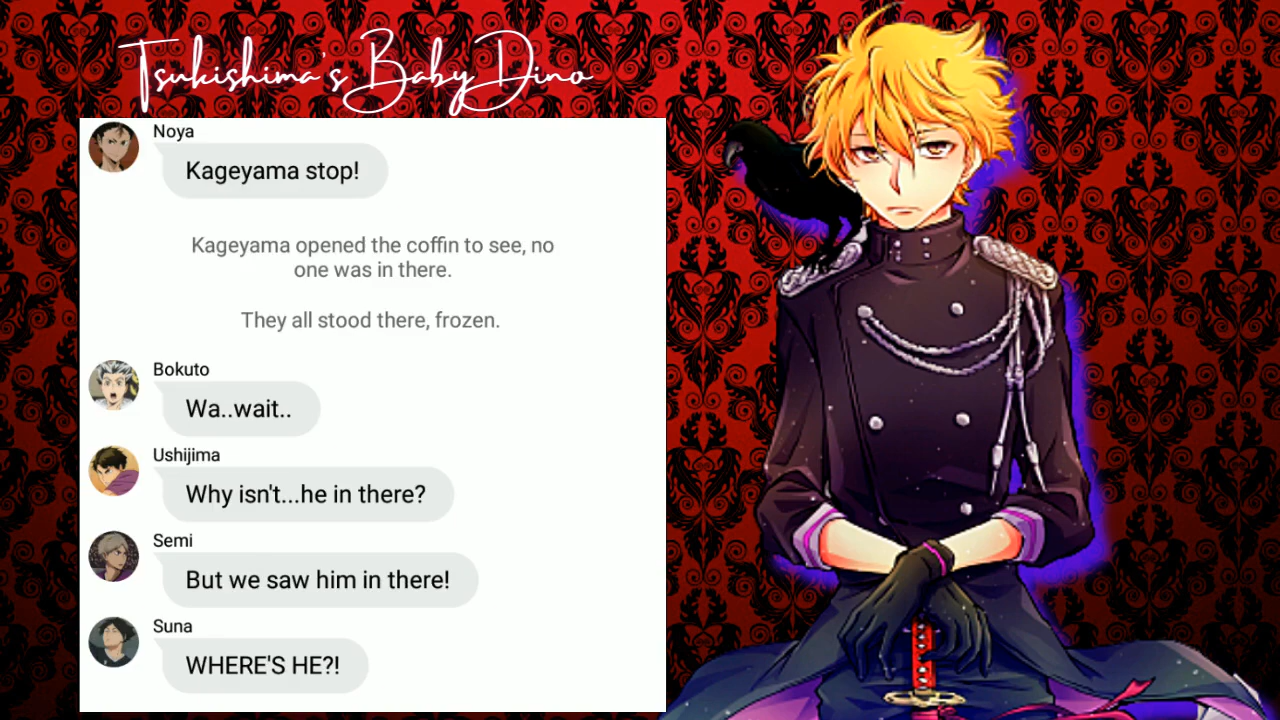 Tsukishima's Baby Dino
Noya
Kageyama stop!
Kageyama opened the coffin to see, no
one was in there.
They all stood there, frozen.
Bokuto
Wa..wait..
Ushijima
Why isn't...he in there?
Semi
But we saw him in there!
Suna
WHERE'S HE?!